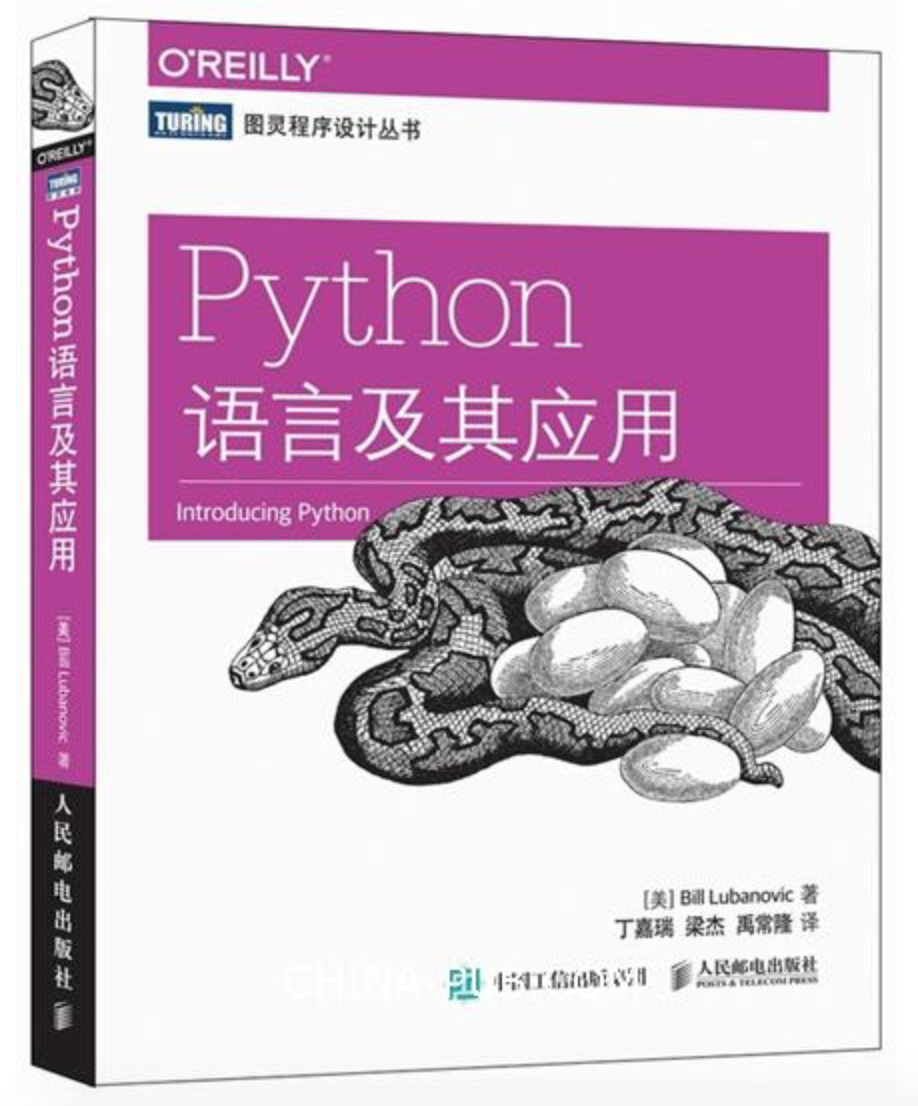 O'REILLY®
TURING 图灵程序设计丛书
Python
语言及其应用
Introducing Python
[美] Bill Lubanovic 著
丁嘉瑞 梁杰 禹常隆 译
人民邮电出版社
POSTS & TELECOM PRESS
O'REILLY®
TURING
Python语言及其应用
[美] Bill Lubanovic 著
人民邮电出版社